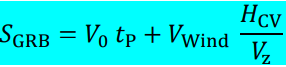 S_GRB = V_0 t_P + V_Wind H_CV / V_z